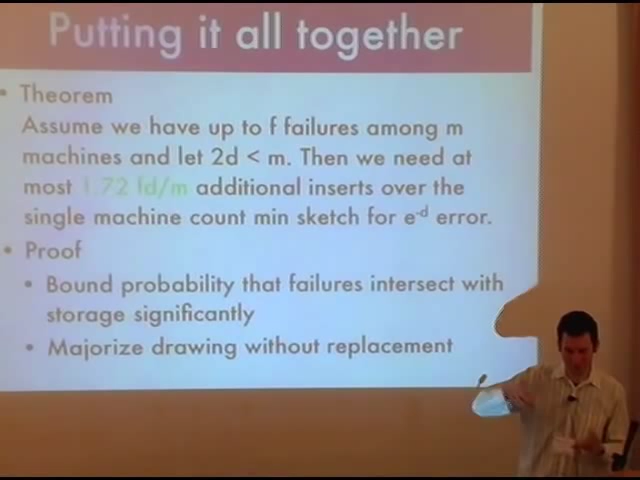 Putting it all together
• Theorem
Assume we have up to f failures among m
machines and let 2d < m. Then we need at
most 1.72 fd/m additional inserts over the
single machine count min sketch for e^-d error.
• Proof
• Bound probability that failures intersect with
storage significantly
• Majorize drawing without replacement